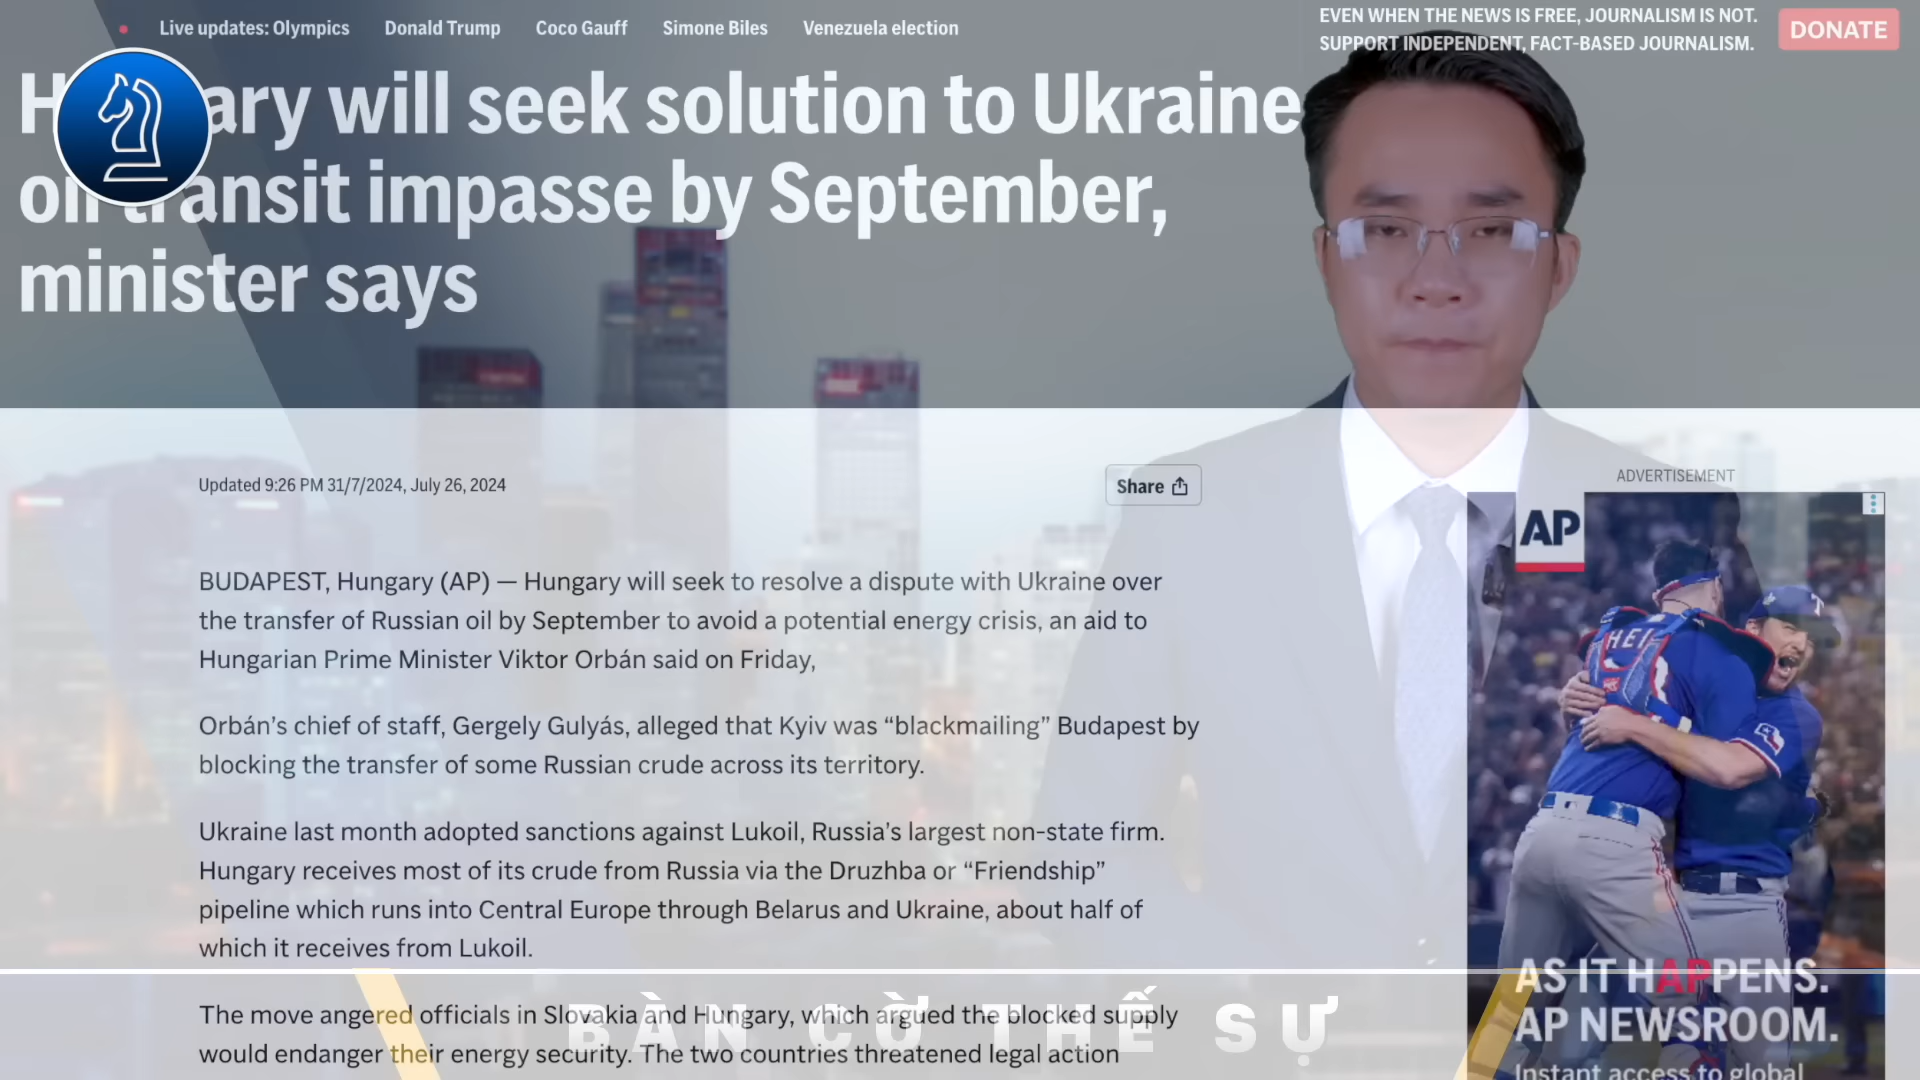 Live updates: Olympics Donald Trump Coco Gauff Simone Biles Venezuela election
EVEN WHEN THE NEWS IS FREE, JOURNALISM IS NOT.
SUPPORT INDEPENDENT, FACT-BASED JOURNALISM.
DONATE
H ary will seek solution to Ukraine
oil transit impasse by September,
minister says
Updated 9:26 PM 31/7/2024, July 26, 2024
Share
ADVERTISEMENT
BUDAPEST, Hungary (AP) — Hungary will seek to resolve a dispute with Ukraine over
the transfer of Russian oil by September to avoid a potential energy crisis, an aid to
Hungarian Prime Minister Viktor Orbán said on Friday,
Orbán’s chief of staff, Gergely Gulyás, alleged that Kyiv was “blackmailing” Budapest by
blocking the transfer of some Russian crude across its territory.
Ukraine last month adopted sanctions against Lukoil, Russia’s largest non-state firm.
Hungary receives most of its crude from Russia via the Druzhba or “Friendship”
pipeline which runs into Central Europe through Belarus and Ukraine, about half of
which it receives from Lukoil.
The move angered officials in Slovakia and Hungary, which argued the blocked supply
would endanger their energy security. The two countries threatened legal action
BÀN CỜ THẾ SỰ
AP
HEI
T
AS IT HAPPENS.
AP NEWSROOM.
Instant access to global